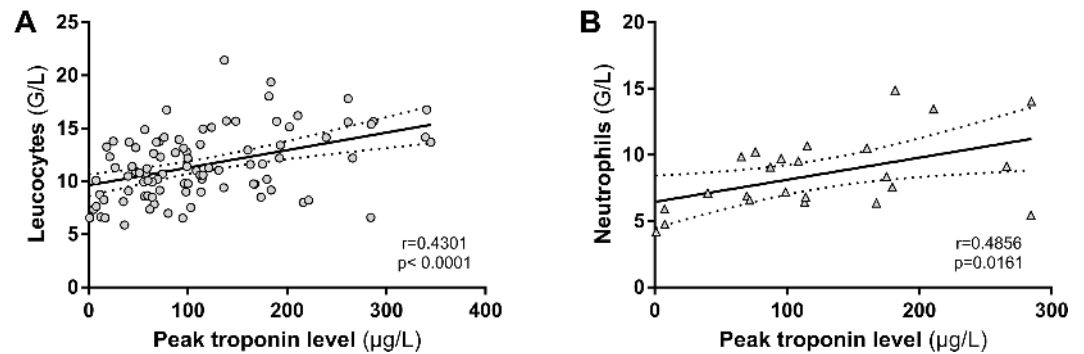 A
B
Leucocytes (G/L)
25
20
15
10
5
0
r=0.4301
p< 0.0001
0 100 200 300 400
Peak troponin level (µg/L)
Neutrophils (G/L)
20
15
10
5
0
r=0.4856
p=0.0161
0 100 200 300
Peak troponin level (µg/L)